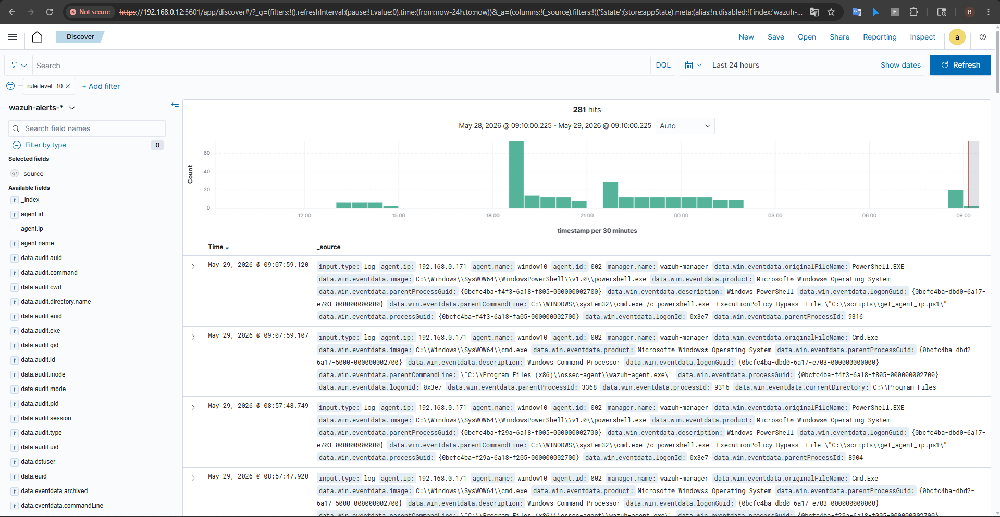 Not secure https://192.168.0.12:5601/app/discover#/?_g=(filters:!(),refreshInterval:(pause:!t,value:0),time:(from:now-24h,to:now))&_a=(columns:!(_source),filters:!(('$state':(store:appState),meta:(alias:!n,disabled:!f,index:'wazuh-... F B
Discover New Save Open Share Reporting Inspect a
Search DQL Last 24 hours Show dates Refresh
rule.level: 10 × + Add filter
wazuh-alerts-*
Search field names
Filter by type 0
Selected fields
_source
Available fields
t _index
t agent.id
agent.ip
t agent.name
t data.audit.auid
t data.audit.command
t data.audit.cwd
t data.audit.directory.name
t data.audit.euid
t data.audit.exe
t data.audit.gid
t data.audit.id
t data.audit.inode
t data.audit.mode
t data.audit.pid
t data.audit.session
t data.audit.type
t data.audit.uid
t data.dstuser
t data.euid
t data.eventdata.archived
t data.eventdata.commandLine
281 hits
May 28, 2026 @ 09:10:00.225 - May 29, 2026 @ 09:10:00.225 Auto
Count
60
40
20
0
12:00 15:00 18:00 21:00 00:00 03:00 06:00 09:00
timestamp per 30 minutes
Time _source
May 29, 2026 @ 09:07:59.120 input.type: log agent.ip: 192.168.0.171 agent.name: window10 agent.id: 002 manager.name: wazuh-manager data.win.eventdata.originalFileName: PowerShell.EXE
data.win.eventdata.image: C:\\Windows\\SysWOW64\\WindowsPowerShell\\v1.0\\powershell.exe data.win.eventdata.product: Microsoft® Windows® Operating System
data.win.eventdata.parentProcessGuid: {0bcfc4ba-f4f3-6a18-f805-000000002700} data.win.eventdata.description: Windows PowerShell data.win.eventdata.logonGuid: {0bcfc4ba-dbd0-6a17-
e703-000000000000} data.win.eventdata.parentCommandLine: C:\\WINDOWS\\system32\\cmd.exe /c powershell.exe -ExecutionPolicy Bypass -File \"C:\\scripts\\get_agent_ip.ps1\"
data.win.eventdata.processGuid: {0bcfc4ba-f4f3-6a18-fa05-000000002700} data.win.eventdata.logonId: 0x3e7 data.win.eventdata.parentProcessId: 9316
May 29, 2026 @ 09:07:59.107 input.type: log agent.ip: 192.168.0.171 agent.name: window10 agent.id: 002 manager.name: wazuh-manager data.win.eventdata.originalFileName: Cmd.Exe
data.win.eventdata.image: C:\\Windows\\SysWOW64\\cmd.exe data.win.eventdata.product: Microsoft® Windows® Operating System data.win.eventdata.parentProcessGuid: {0bcfc4ba-dbd2-
6a17-5000-000000002700} data.win.eventdata.description: Windows Command Processor data.win.eventdata.logonGuid: {0bcfc4ba-dbd0-6a17-e703-000000000000}
data.win.eventdata.parentCommandLine: \"C:\\Program Files (x86)\\ossec-agent\\wazuh-agent.exe\" data.win.eventdata.processGuid: {0bcfc4ba-f4f3-6a18-f805-000000002700}
data.win.eventdata.logonId: 0x3e7 data.win.eventdata.parentProcessId: 3368 data.win.eventdata.processId: 9316 data.win.eventdata.currentDirectory: C:\\Program Files
May 29, 2026 @ 08:57:48.749 input.type: log agent.ip: 192.168.0.171 agent.name: window10 agent.id: 002 manager.name: wazuh-manager data.win.eventdata.originalFileName: PowerShell.EXE
data.win.eventdata.image: C:\\Windows\\SysWOW64\\WindowsPowerShell\\v1.0\\powershell.exe data.win.eventdata.product: Microsoft® Windows® Operating System
data.win.eventdata.parentProcessGuid: {0bcfc4ba-f29a-6a18-f005-000000002700} data.win.eventdata.description: Windows PowerShell data.win.eventdata.logonGuid: {0bcfc4ba-dbd0-6a17-
e703-000000000000} data.win.eventdata.parentCommandLine: C:\\WINDOWS\\system32\\cmd.exe /c powershell.exe -ExecutionPolicy Bypass -File \"C:\\scripts\\get_agent_ip.ps1\"
data.win.eventdata.processGuid: {0bcfc4ba-f29a-6a18-f205-000000002700} data.win.eventdata.logonId: 0x3e7 data.win.eventdata.parentProcessId: 8904
May 29, 2026 @ 08:57:47.920 input.type: log agent.ip: 192.168.0.171 agent.name: window10 agent.id: 002 manager.name: wazuh-manager data.win.eventdata.originalFileName: Cmd.Exe
data.win.eventdata.image: C:\\Windows\\SysWOW64\\cmd.exe data.win.eventdata.product: Microsoft® Windows® Operating System data.win.eventdata.parentProcessGuid: {0bcfc4ba-dbd2-
6a17-5000-000000002700} data.win.eventdata.description: Windows Command Processor data.win.eventdata.logonGuid: {0bcfc4ba-dbd0-6a17-e703-000000000000}
data.win.eventdata.parentCommandLine: \"C:\\Program Files (x86)\\ossec-agent\\wazuh-agent.exe\" data.win.eventdata.processGuid: {0bcfc4ba-f29a-6a18-f005-000000002700}